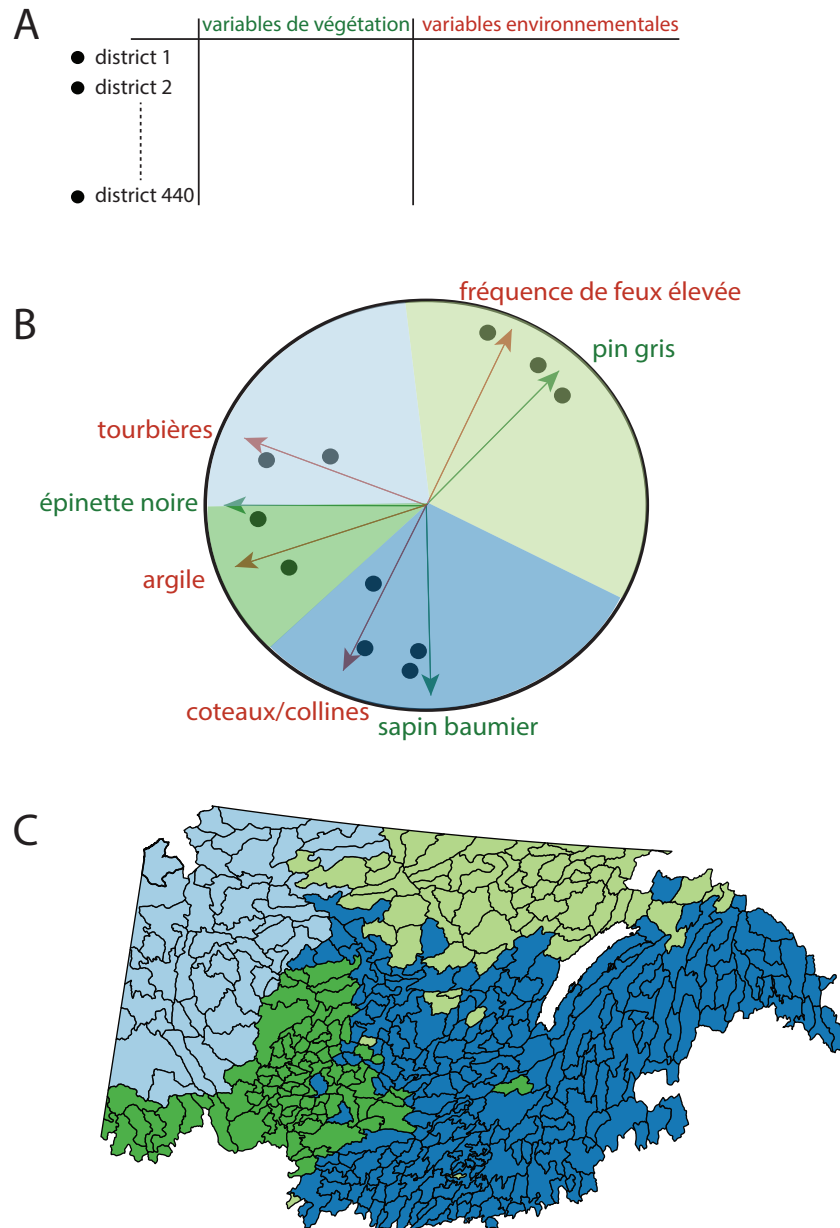 A
variables de végétation
variables environnementales
district 1
district 2
district 440
B
fréquence de feux élevée
pin gris
tourbières
épinette noire
argile
coteaux/collines
sapin baumier
C